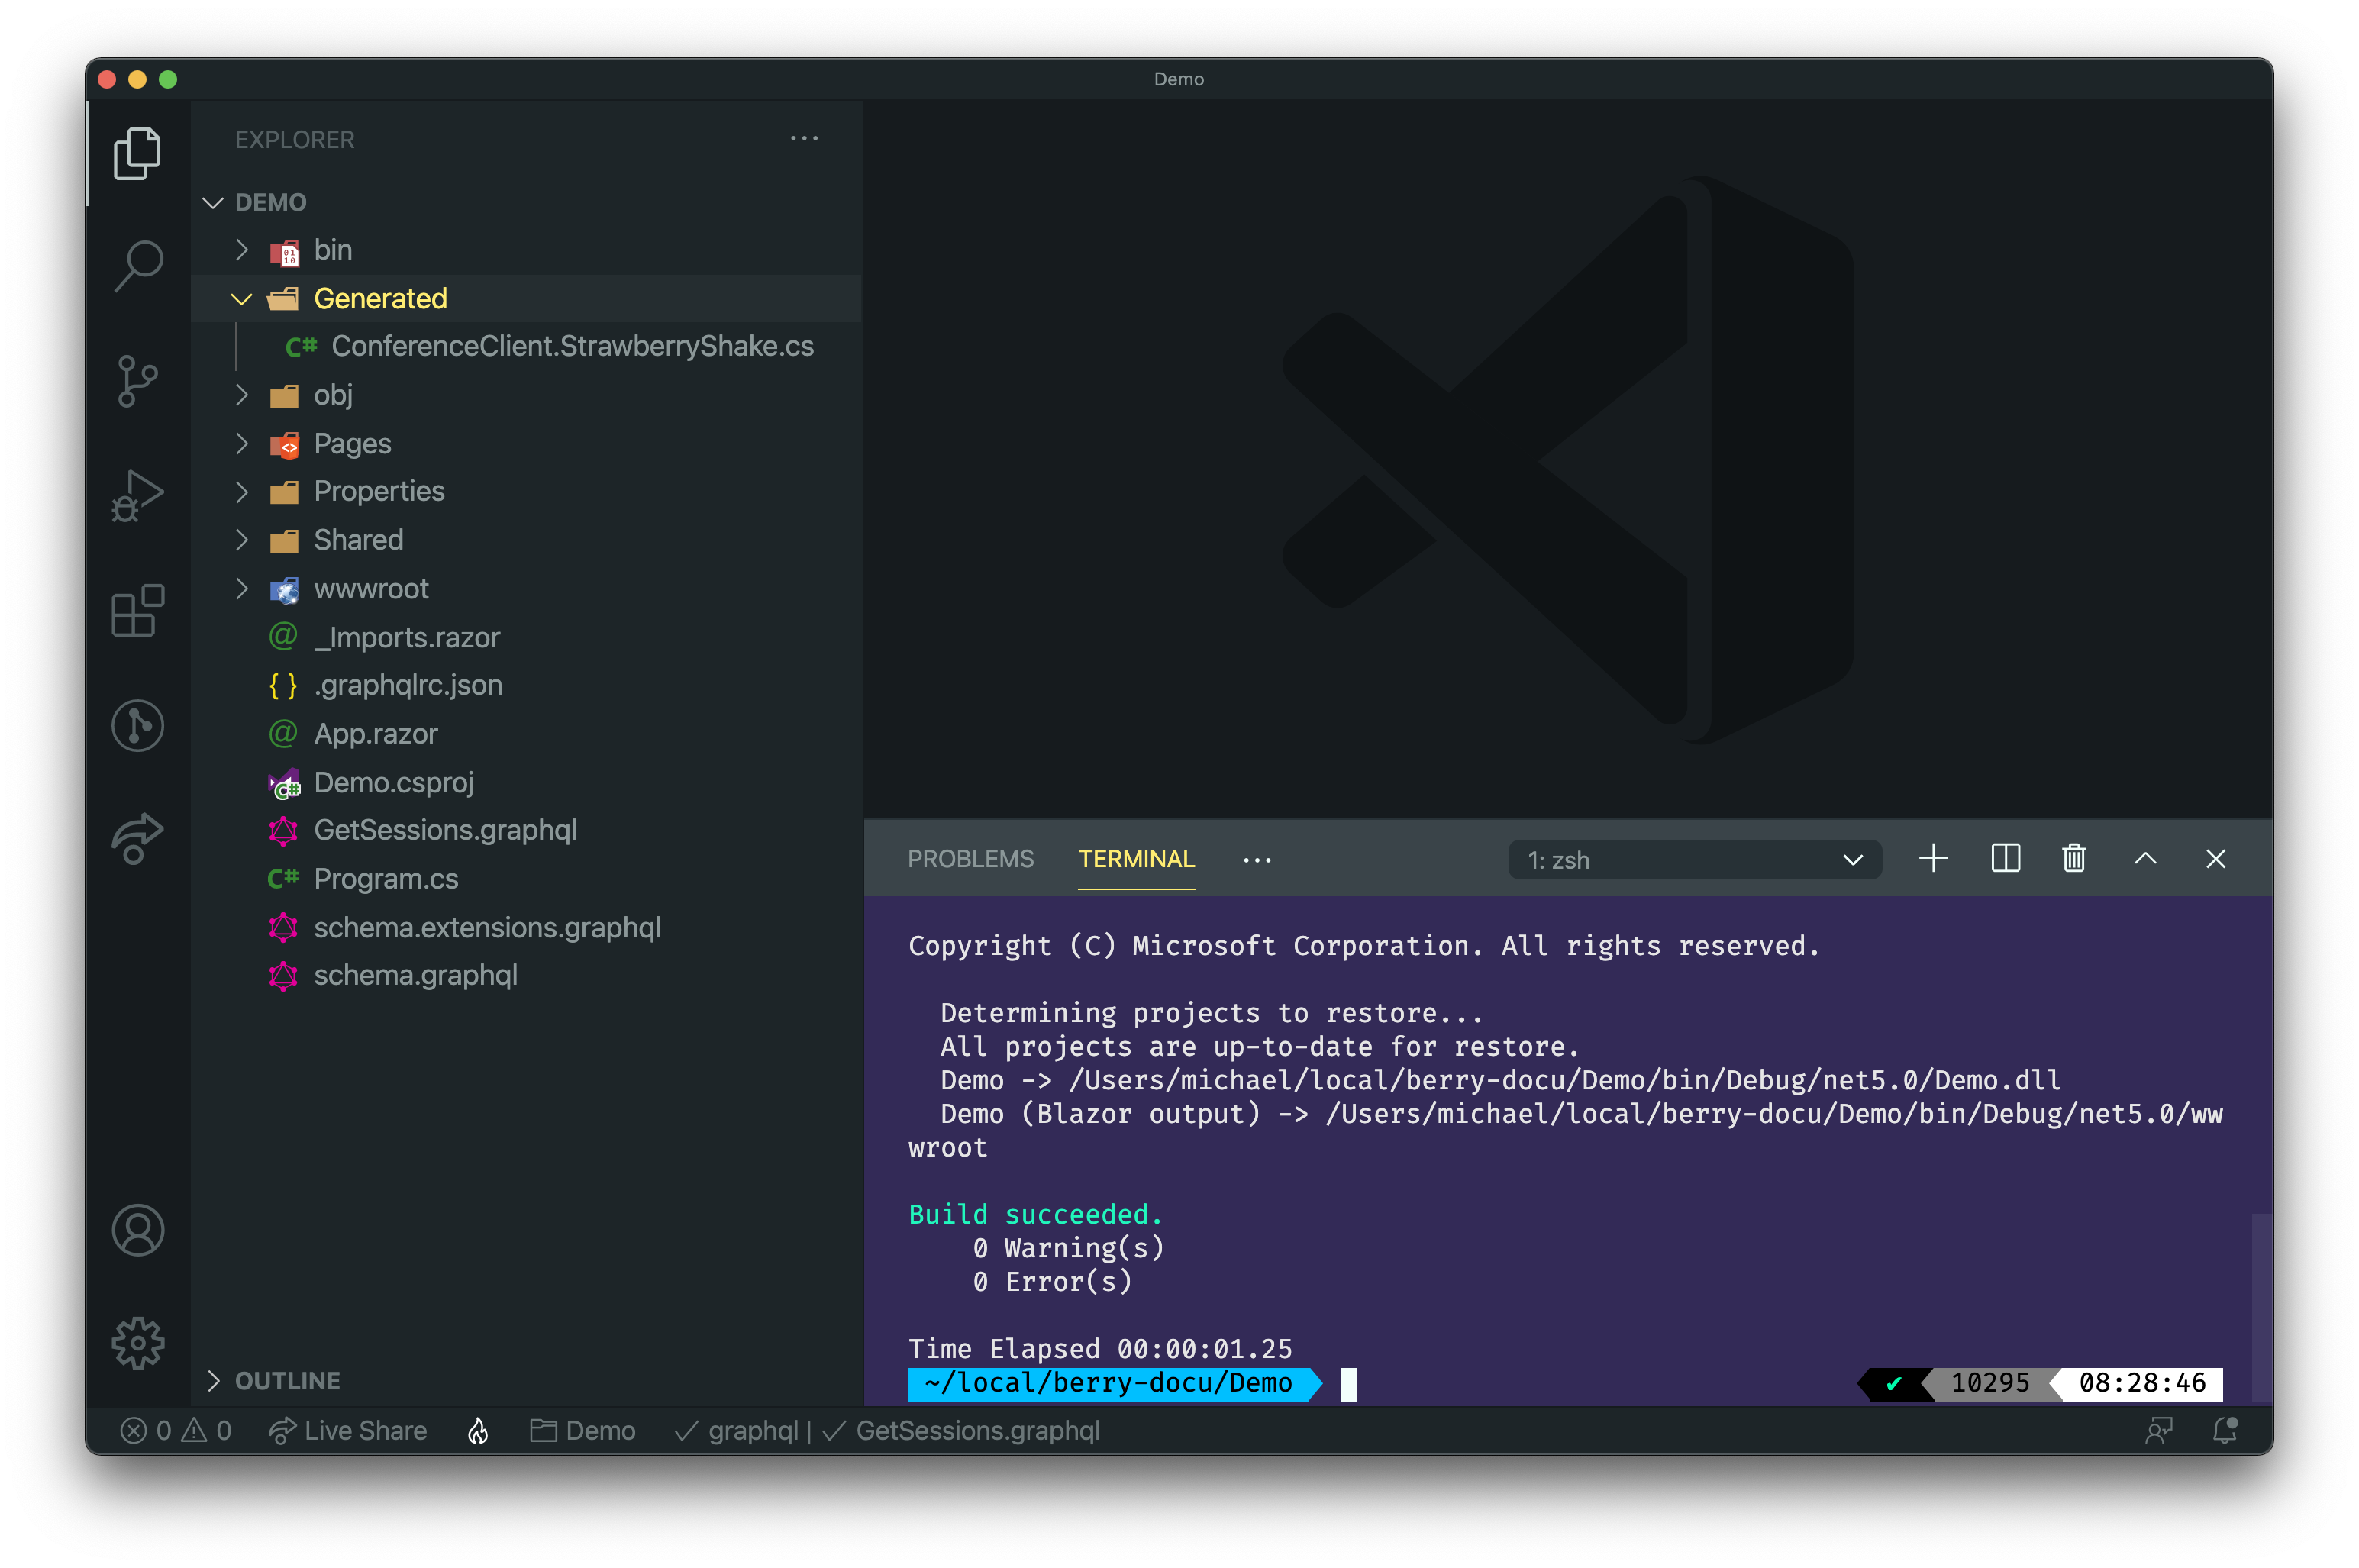 Demo
EXPLORER
DEMO
bin
Generated
C# ConferenceClient.StrawberryShake.cs
obj
Pages
Properties
Shared
wwwroot
@ _Imports.razor
{ } .graphqlrc.json
@ App.razor
Demo.csproj
GetSessions.graphql
C# Program.cs
schema.extensions.graphql
schema.graphql
OUTLINE
PROBLEMS TERMINAL ··· 1: zsh
Copyright (C) Microsoft Corporation. All rights reserved.
Determining projects to restore...
All projects are up-to-date for restore.
Demo -> /Users/michael/local/berry-docu/Demo/bin/Debug/net5.0/Demo.dll
Demo (Blazor output) -> /Users/michael/local/berry-docu/Demo/bin/Debug/net5.0/ww
wroot
Build succeeded.
0 Warning(s)
0 Error(s)
Time Elapsed 00:00:01.25
~/local/berry-docu/Demo ✔ 10295 08:28:46
0 0 Live Share Demo ✓ graphql | ✓ GetSessions.graphql